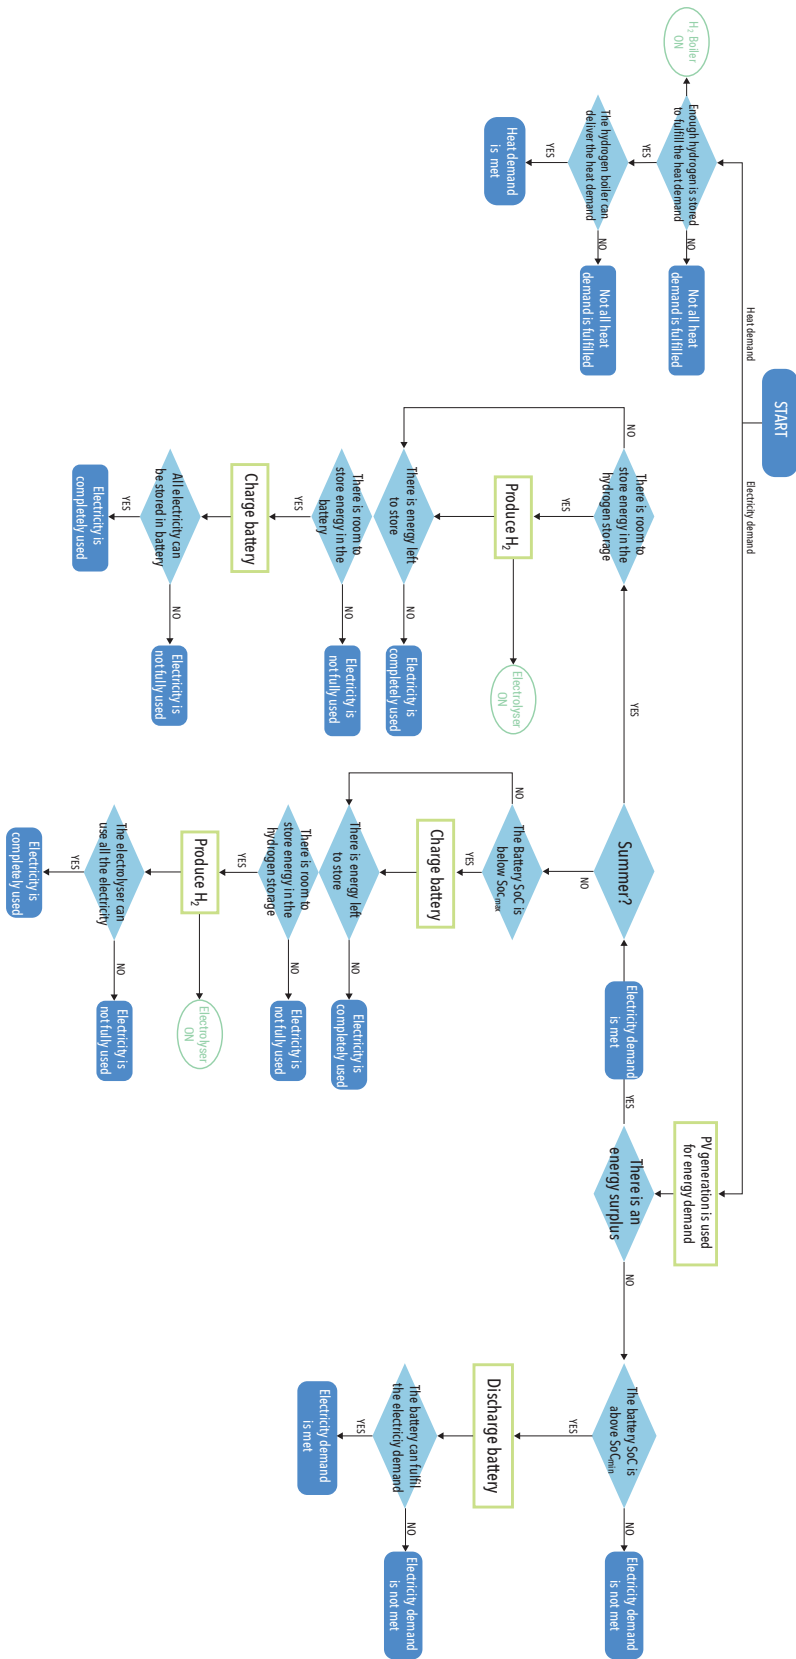 START
Heat demand
Electricity demand
Enough hydrogen is stored
to fulfill the heat demand
H2 Boiler
ON
NO
Not all heat
demand is fulfilled
YES
The hydrogen boiler can
deliver the heat demand
NO
Not all heat
demand is fulfilled
YES
Heat demand
is met
PV generation is used
for energy demand
There is an
energy surplus
YES
Electricity demand
is met
NO
Summer?
YES
NO
There is room to
store energy in the
hydrogen storage
NO
YES
Produce H2
Electrolyser
ON
There is energy left
to store
NO
Electricity is
completely used
There is room to
store energy in the
battery
NO
Electricity is
not fully used
YES
Charge battery
All electricity can
be stored in battery
NO
Electricity is
not fully used
YES
Electricity is
completely used
The Battery SoC is
below Socmax
NO
YES
Charge battery
There is energy left
to store
NO
Electricity is
completely used
There is room to
store energy in the
hydrogen storage
NO
Electricity is
not fully used
YES
Produce H2
Electrolyser
ON
The electrolyser can
use all the electricity
NO
Electricity is
not fully used
YES
Electricity is
completely used
The battery SoC is
above SoCmin
NO
Electricity demand
is not met
YES
Discharge battery
The battery can fulfil
the electriciy demand
NO
Electricity demand
is not met
YES
Electricity demand
is met